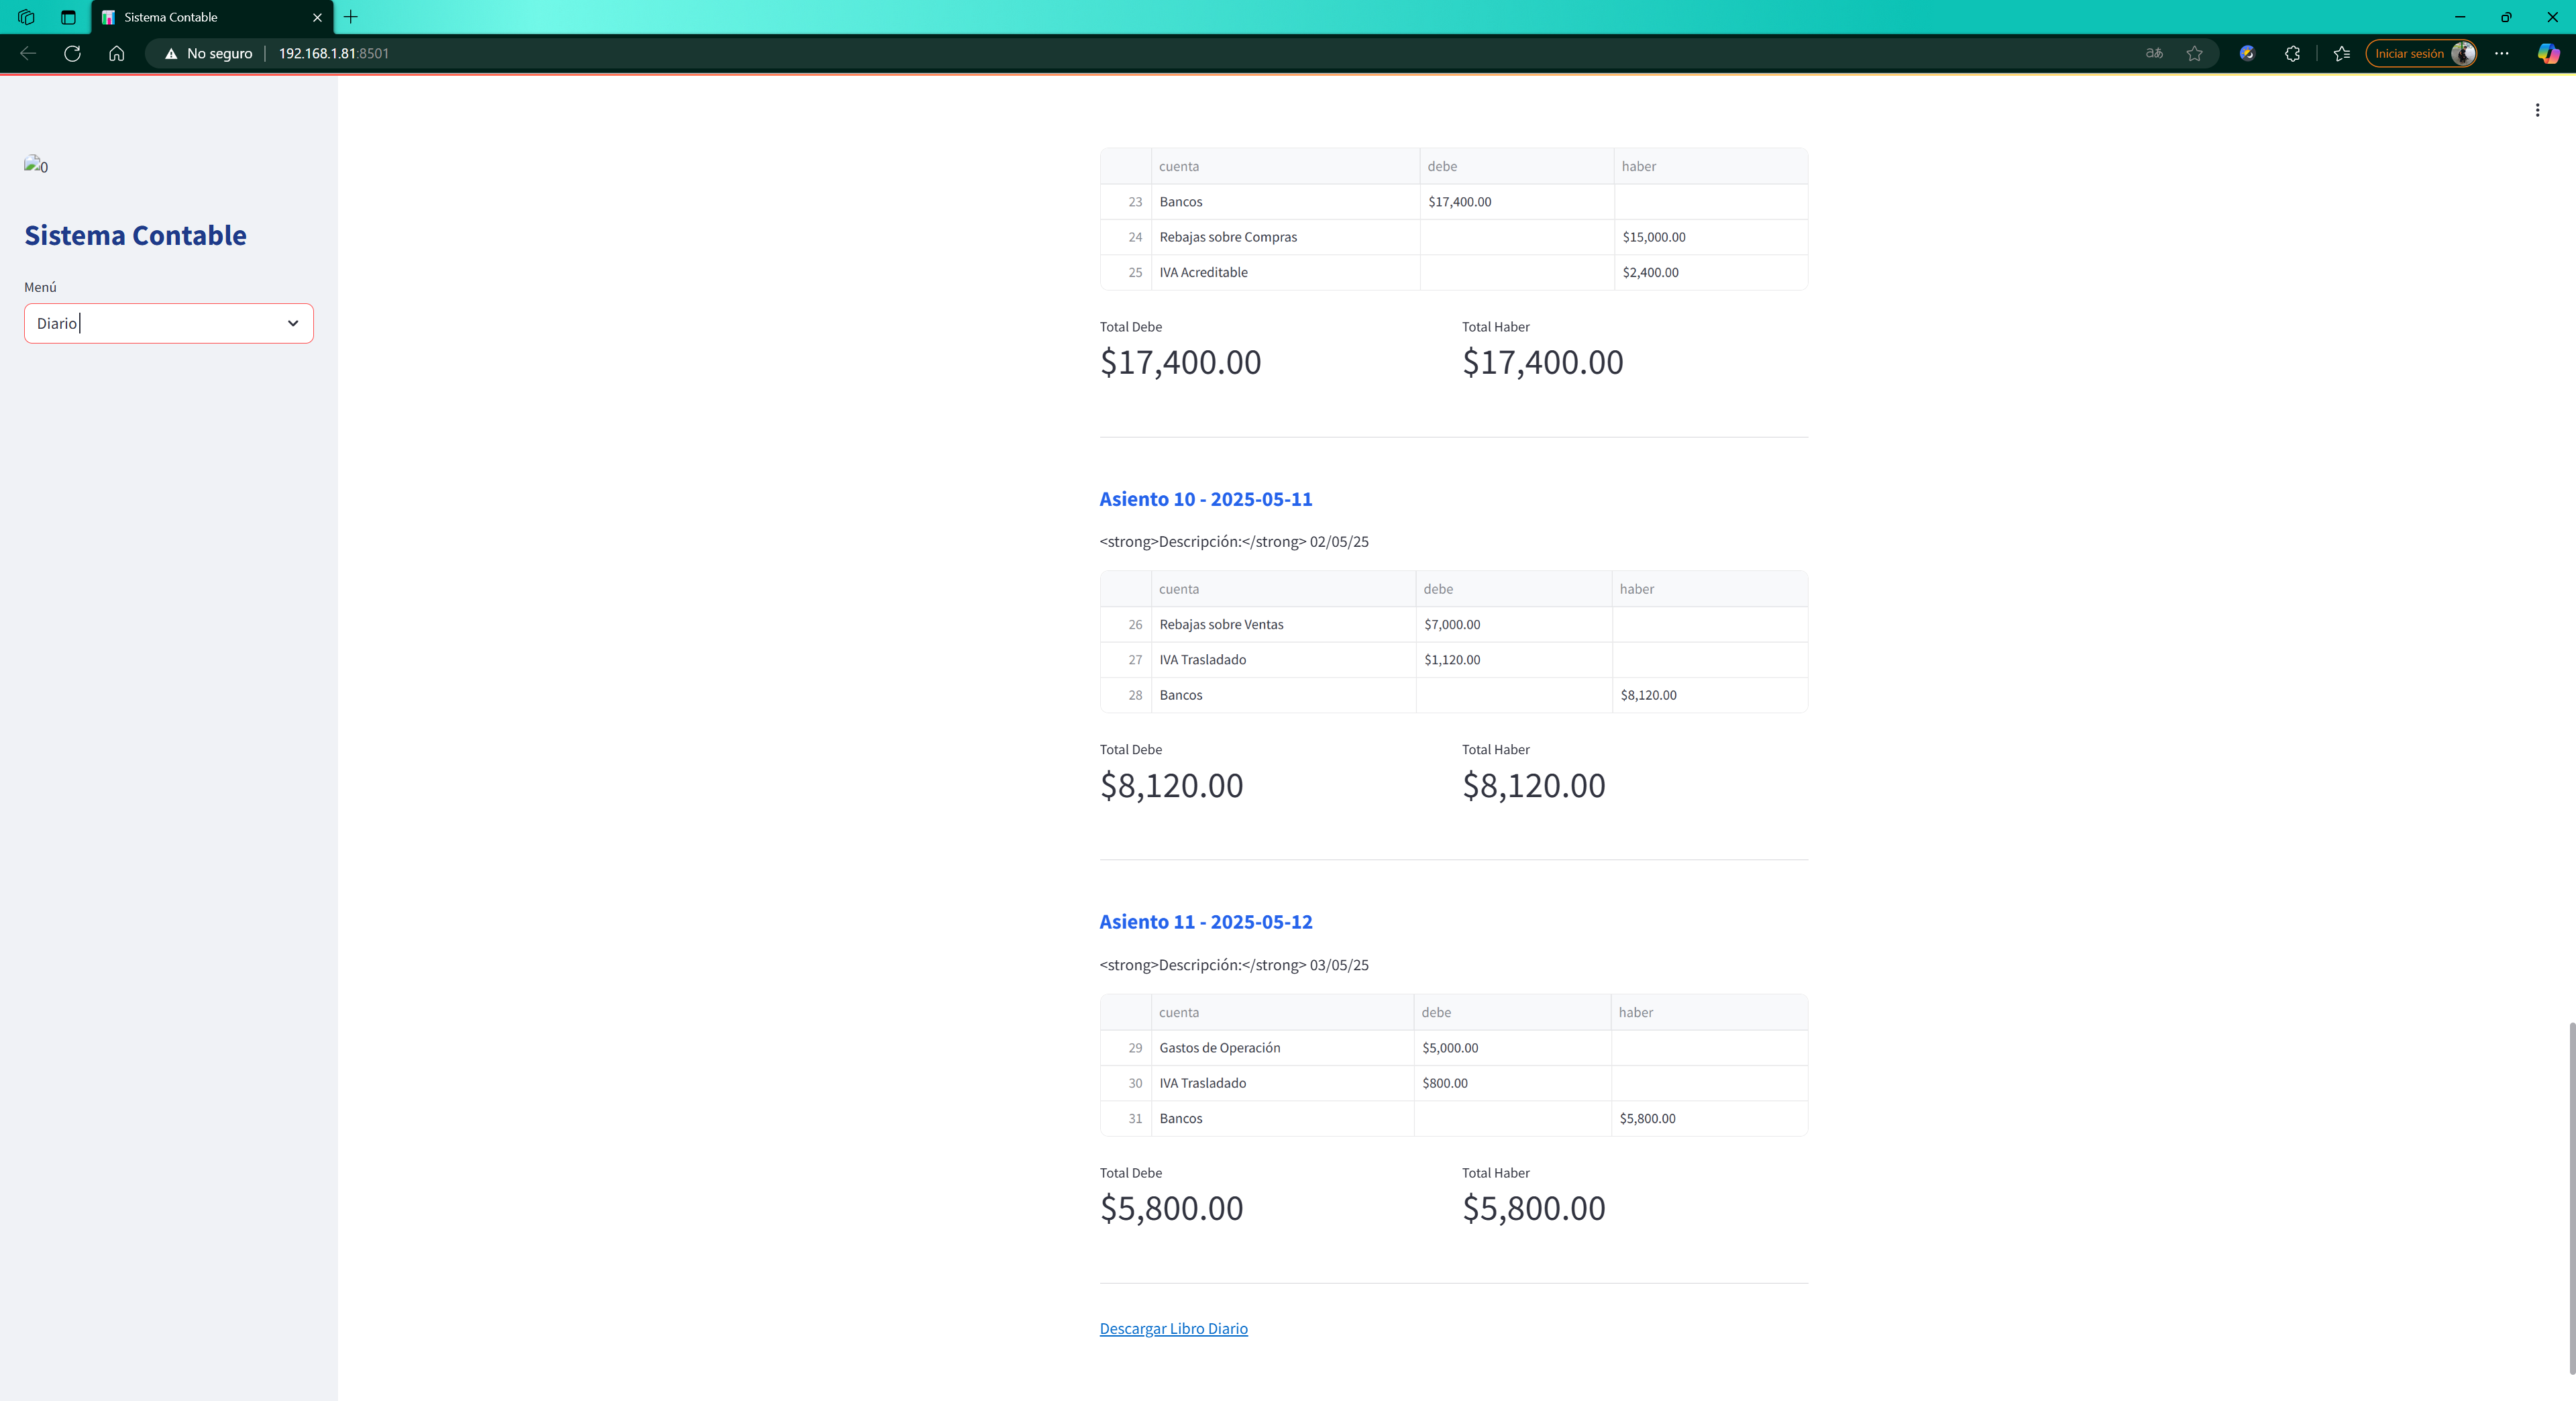 Sistema Contable
No seguro 192.168.1.81:8501
aあ
Iniciar sesión
0
Sistema Contable
Menú
Diario
cuenta debe haber
23 Bancos $17,400.00
24 Rebajas sobre Compras $15,000.00
25 IVA Acreditable $2,400.00
Total Debe Total Haber
$17,400.00 $17,400.00
Asiento 10 - 2025-05-11
<strong>Descripción:</strong> 02/05/25
cuenta debe haber
26 Rebajas sobre Ventas $7,000.00
27 IVA Trasladado $1,120.00
28 Bancos $8,120.00
Total Debe Total Haber
$8,120.00 $8,120.00
Asiento 11 - 2025-05-12
<strong>Descripción:</strong> 03/05/25
cuenta debe haber
29 Gastos de Operación $5,000.00
30 IVA Trasladado $800.00
31 Bancos $5,800.00
Total Debe Total Haber
$5,800.00 $5,800.00
Descargar Libro Diario